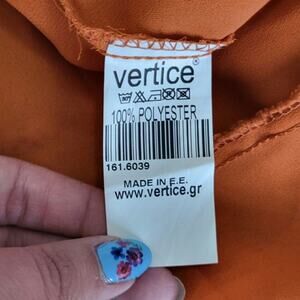 vertice®
100% POLYESTER
161.6039
MADE IN E.E.
www.vertice.gr